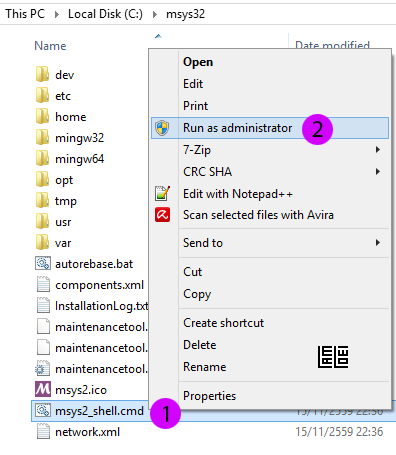 This PC > Local Disk (C:) > msys32
Name
Date modified
dev
etc
home
mingw32
mingw64
opt
tmp
usr
var
autorebase.bat
components.xml
InstallationLog.txt
maintenancetool.
maintenancetool.
maintenancetool.
msys2.ico
msys2_shell.cmd 1 15/11/2559 22:36
network.xml 15/11/2559 22:36
Open
Edit
Print
Run as administrator 2
7-Zip
CRC SHA
Edit with Notepad++
Scan selected files with Avira
Send to
Cut
Copy
Create shortcut
Delete
Rename
Properties